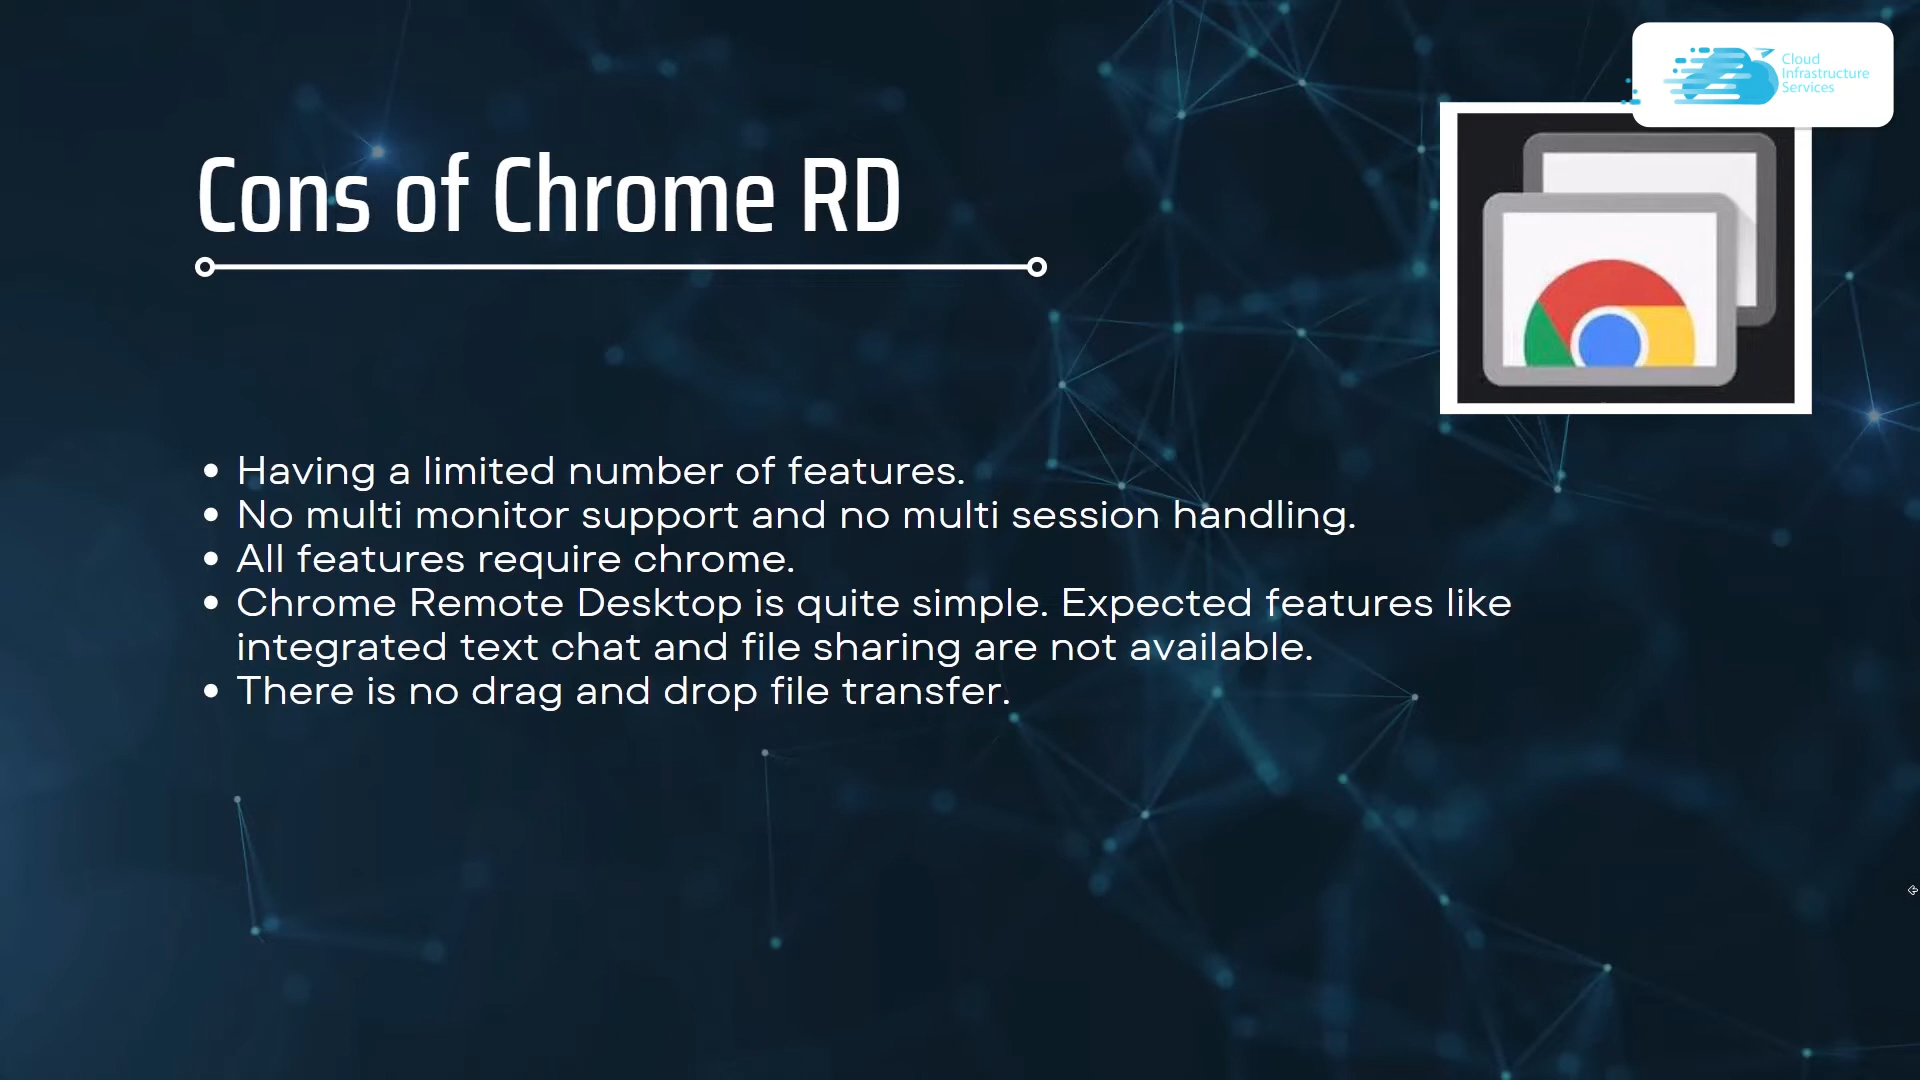 Cloud
Infrastructure
Services
Cons of Chrome RD
• Having a limited number of features.
• No multi monitor support and no multi session handling.
• All features require chrome.
• Chrome Remote Desktop is quite simple. Expected features like
integrated text chat and file sharing are not available.
• There is no drag and drop file transfer.